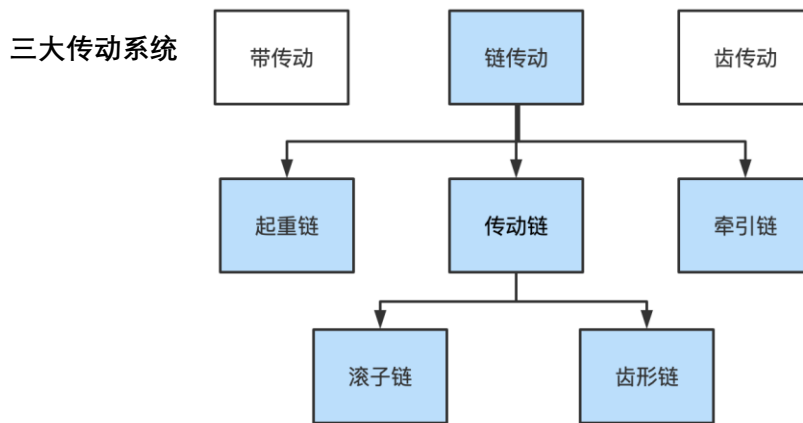 三大传动系统
带传动
链传动
齿传动
起重链
传动链
牵引链
滚子链
齿形链